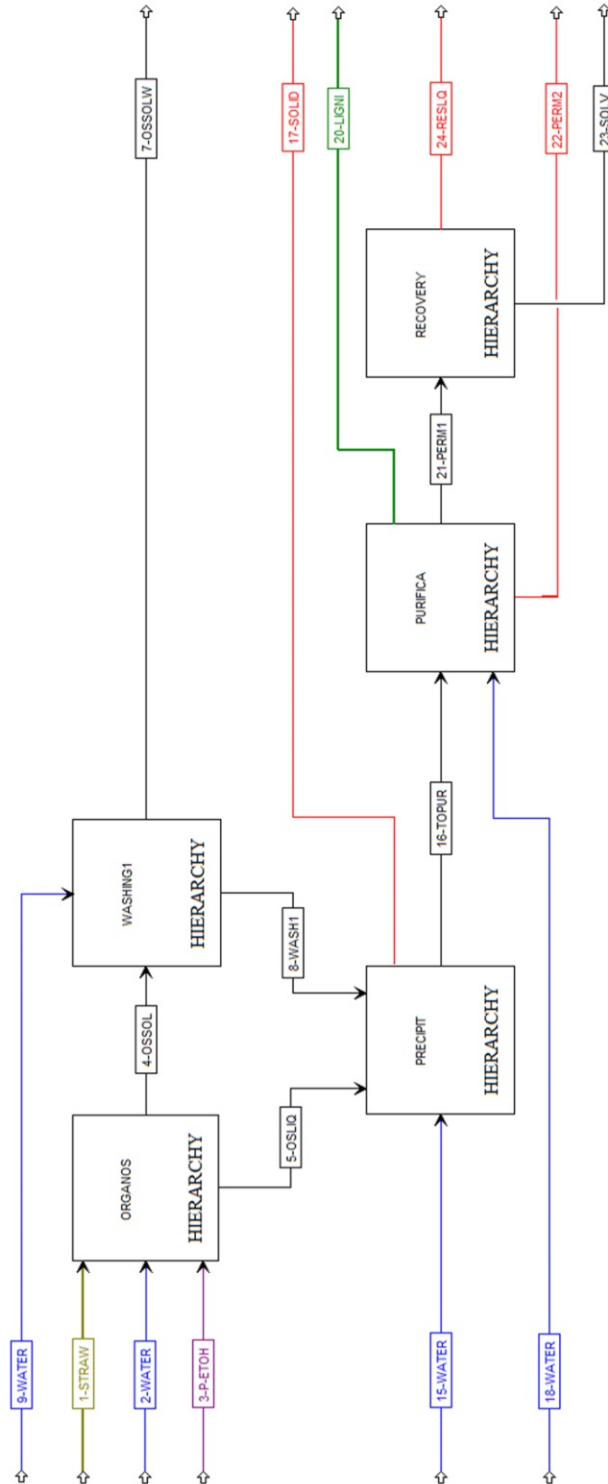 9-WATER
1-STRAW
2-WATER
3-P-ETOH
ORGANOS
HIERARCHY
4-OSSOL
5-OSLIQ
WASHING1
HIERARCHY
8-WASH1
7-OSSOLW
15-WATER
18-WATER
PRECIPIT
HIERARCHY
16-TOPUR
17-SOLID
PURIFICA
HIERARCHY
20-LIGNI
21-PERM1
RECOVERY
HIERARCHY
24-RESLQ
22-PERM2
23-SOLV